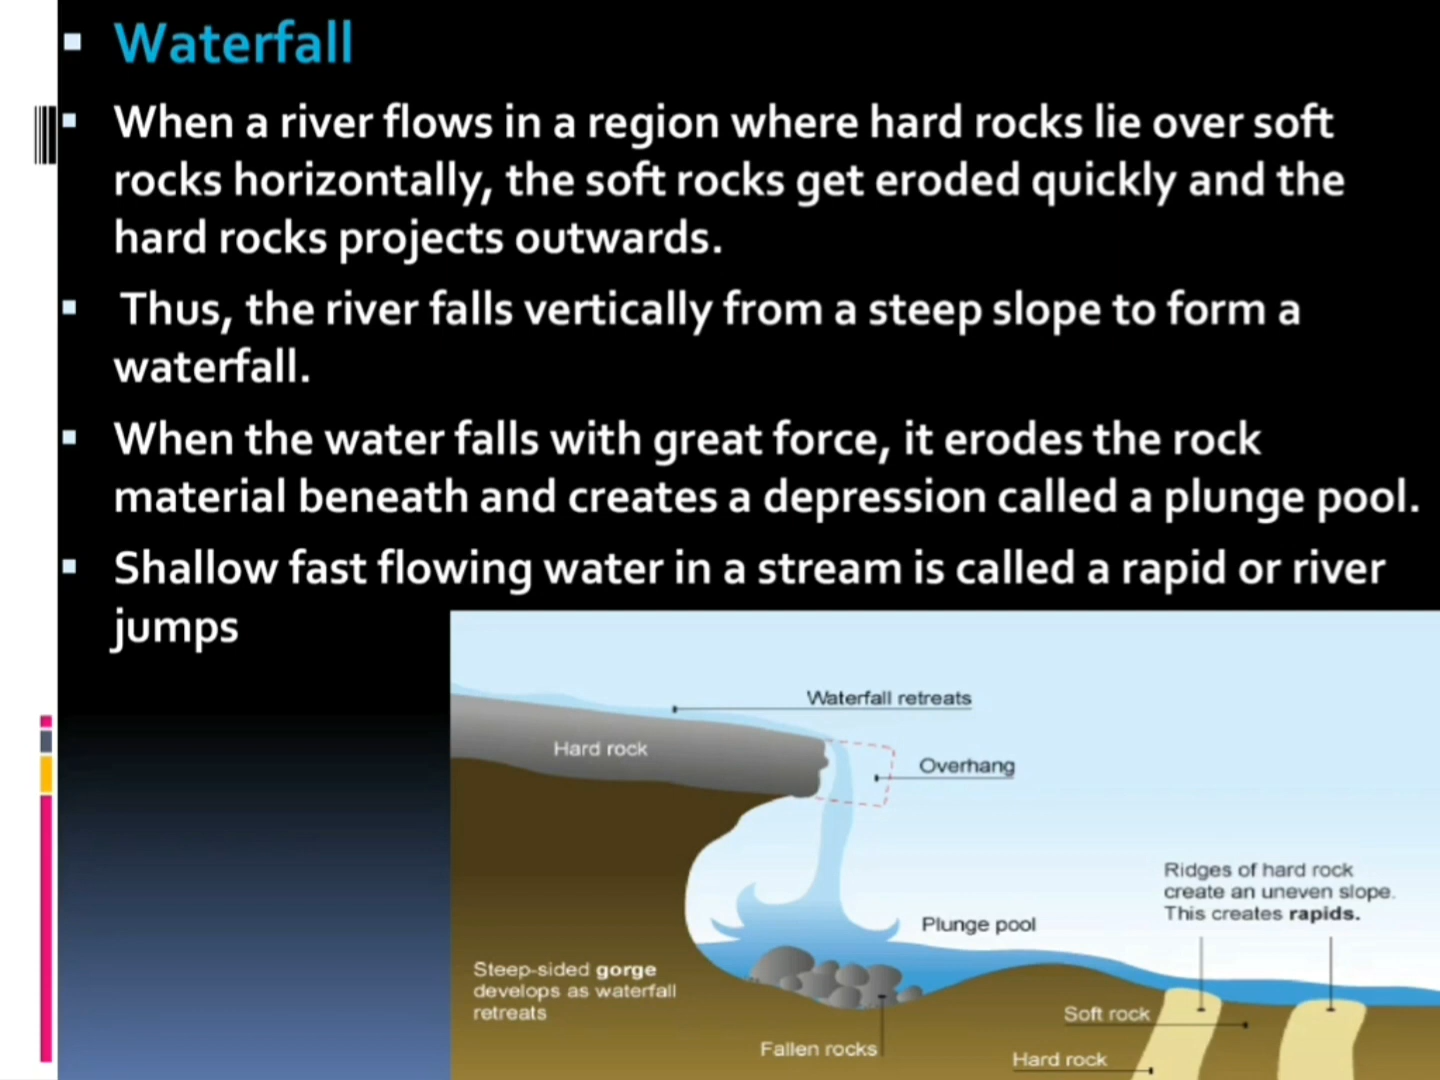 Waterfall
When a river flows in a region where hard rocks lie over soft
rocks horizontally, the soft rocks get eroded quickly and the
hard rocks projects outwards.
Thus, the river falls vertically from a steep slope to form a
waterfall.
When the water falls with great force, it erodes the rock
material beneath and creates a depression called a plunge pool.
Shallow fast flowing water in a stream is called a rapid or river
jumps
Waterfall retreats
Hard rock
Overhang
Ridges of hard rock
create an uneven slope.
This creates rapids.
Plunge pool
Steep-sided gorge
develops as waterfall
retreats
Soft rock
Fallen rocks
Hard rock